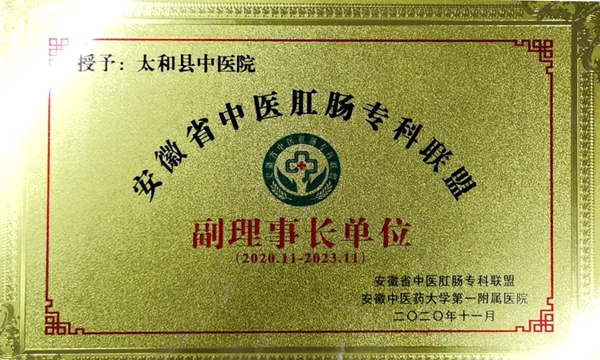 授予：太和县中医院
安徽省中医肛肠专科联盟
副理事长单位
(2020.11-2023.11)
安徽省中医肛肠专科联盟
安徽中医药大学第一附属医院
二〇二〇年十一月